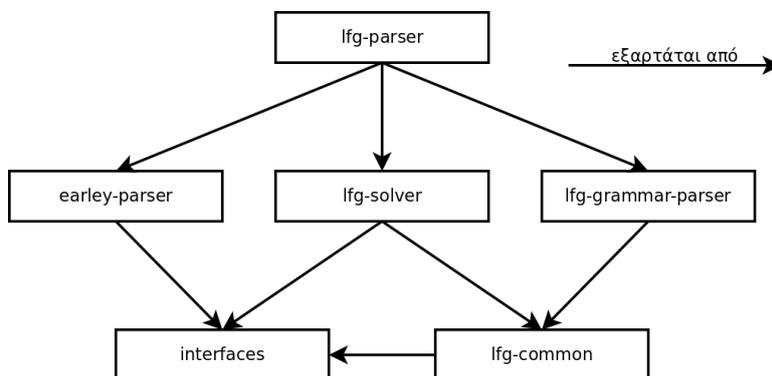 lfg-parser
εξαρτάται από
earley-parser
lfg-solver
lfg-grammar-parser
interfaces
lfg-common